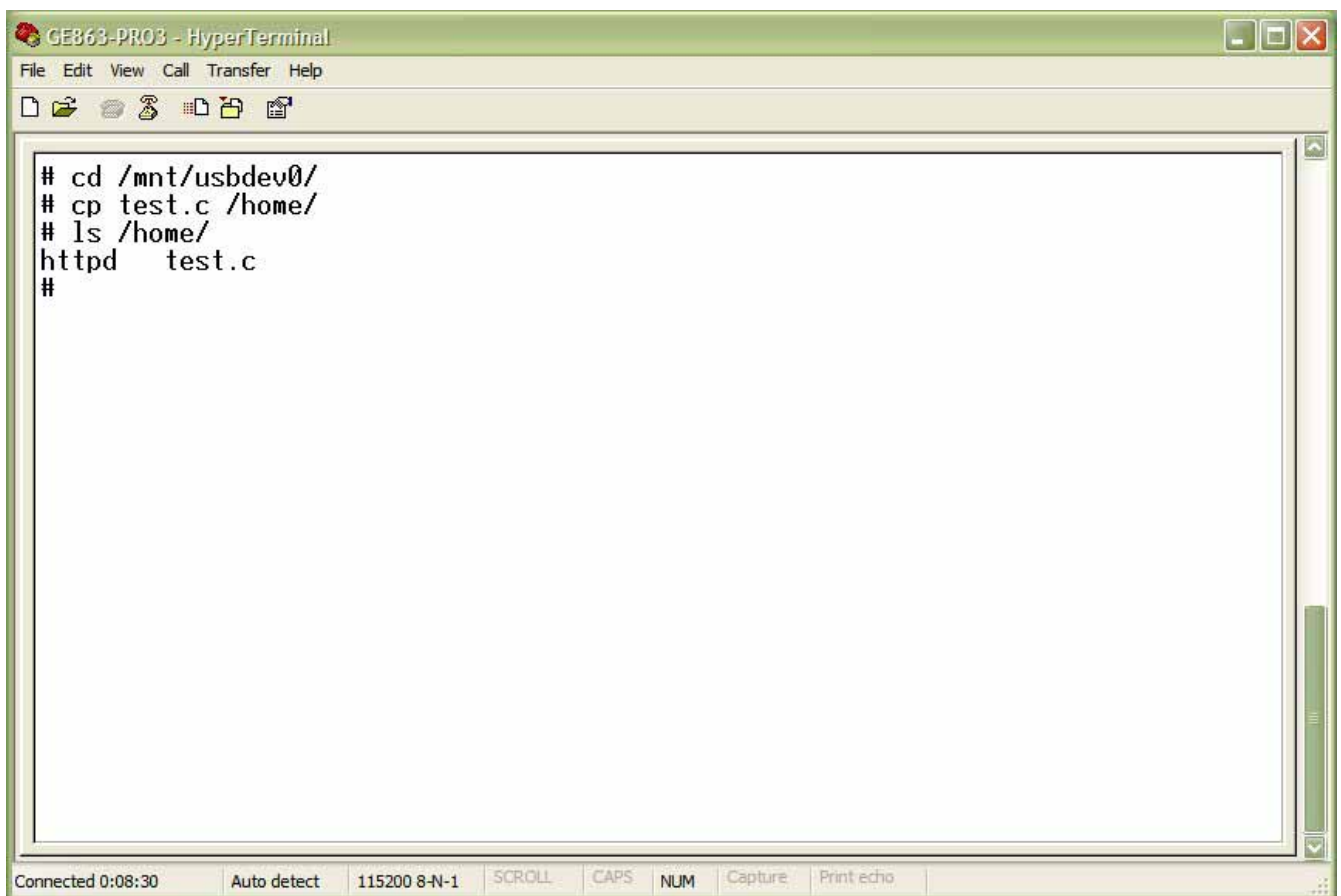 GE863-PRO3 - HyperTerminal
File Edit View Call Transfer Help
# cd /mnt/usbdev0/
# cp test.c /home/
# ls /home/
httpd   test.c
#
Connected 0:08:30 Auto detect 115200 8-N-1 SCROLL CAPS NUM Capture Print echo